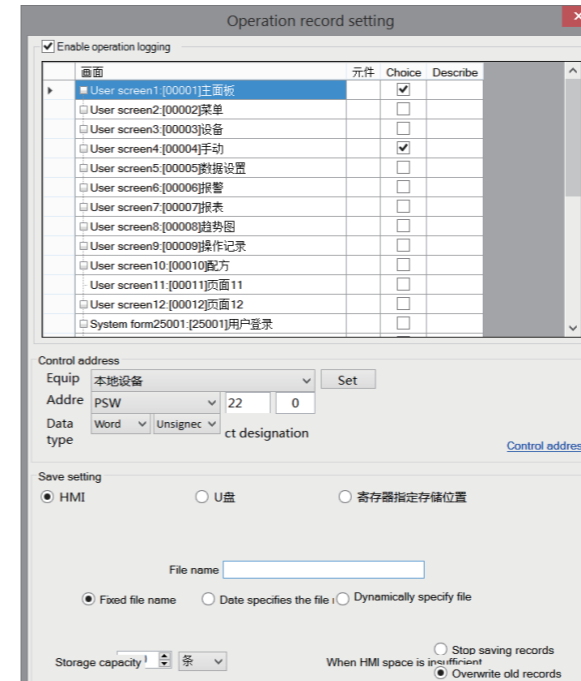 Operation record setting
Enable operation logging
画面 元件 Choice Describe
User screen1:[00001]主面板
User screen2:[00002]菜单
User screen3:[00003]设备
User screen4:[00004]手动
User screen5:[00005]数据设置
User screen6:[00006]报警
User screen7:[00007]报表
User screen8:[00008]趋势图
User screen9:[00009]操作记录
User screen10:[00010]配方
User screen11:[00011]页面11
User screen12:[00012]页面12
System form25001:[25001]用户登录
Control address
Equip 本地设备 Set
Addre PSW 22 0
Data type Word Unsignec ct designation
Control addres
Save setting
HMI U盘 寄存器指定存储位置
File name
Fixed file name Date specifies the file Dynamically specify file
Stop saving records
Storage capacity 条 When HMI space is insufficient
Overwrite old records